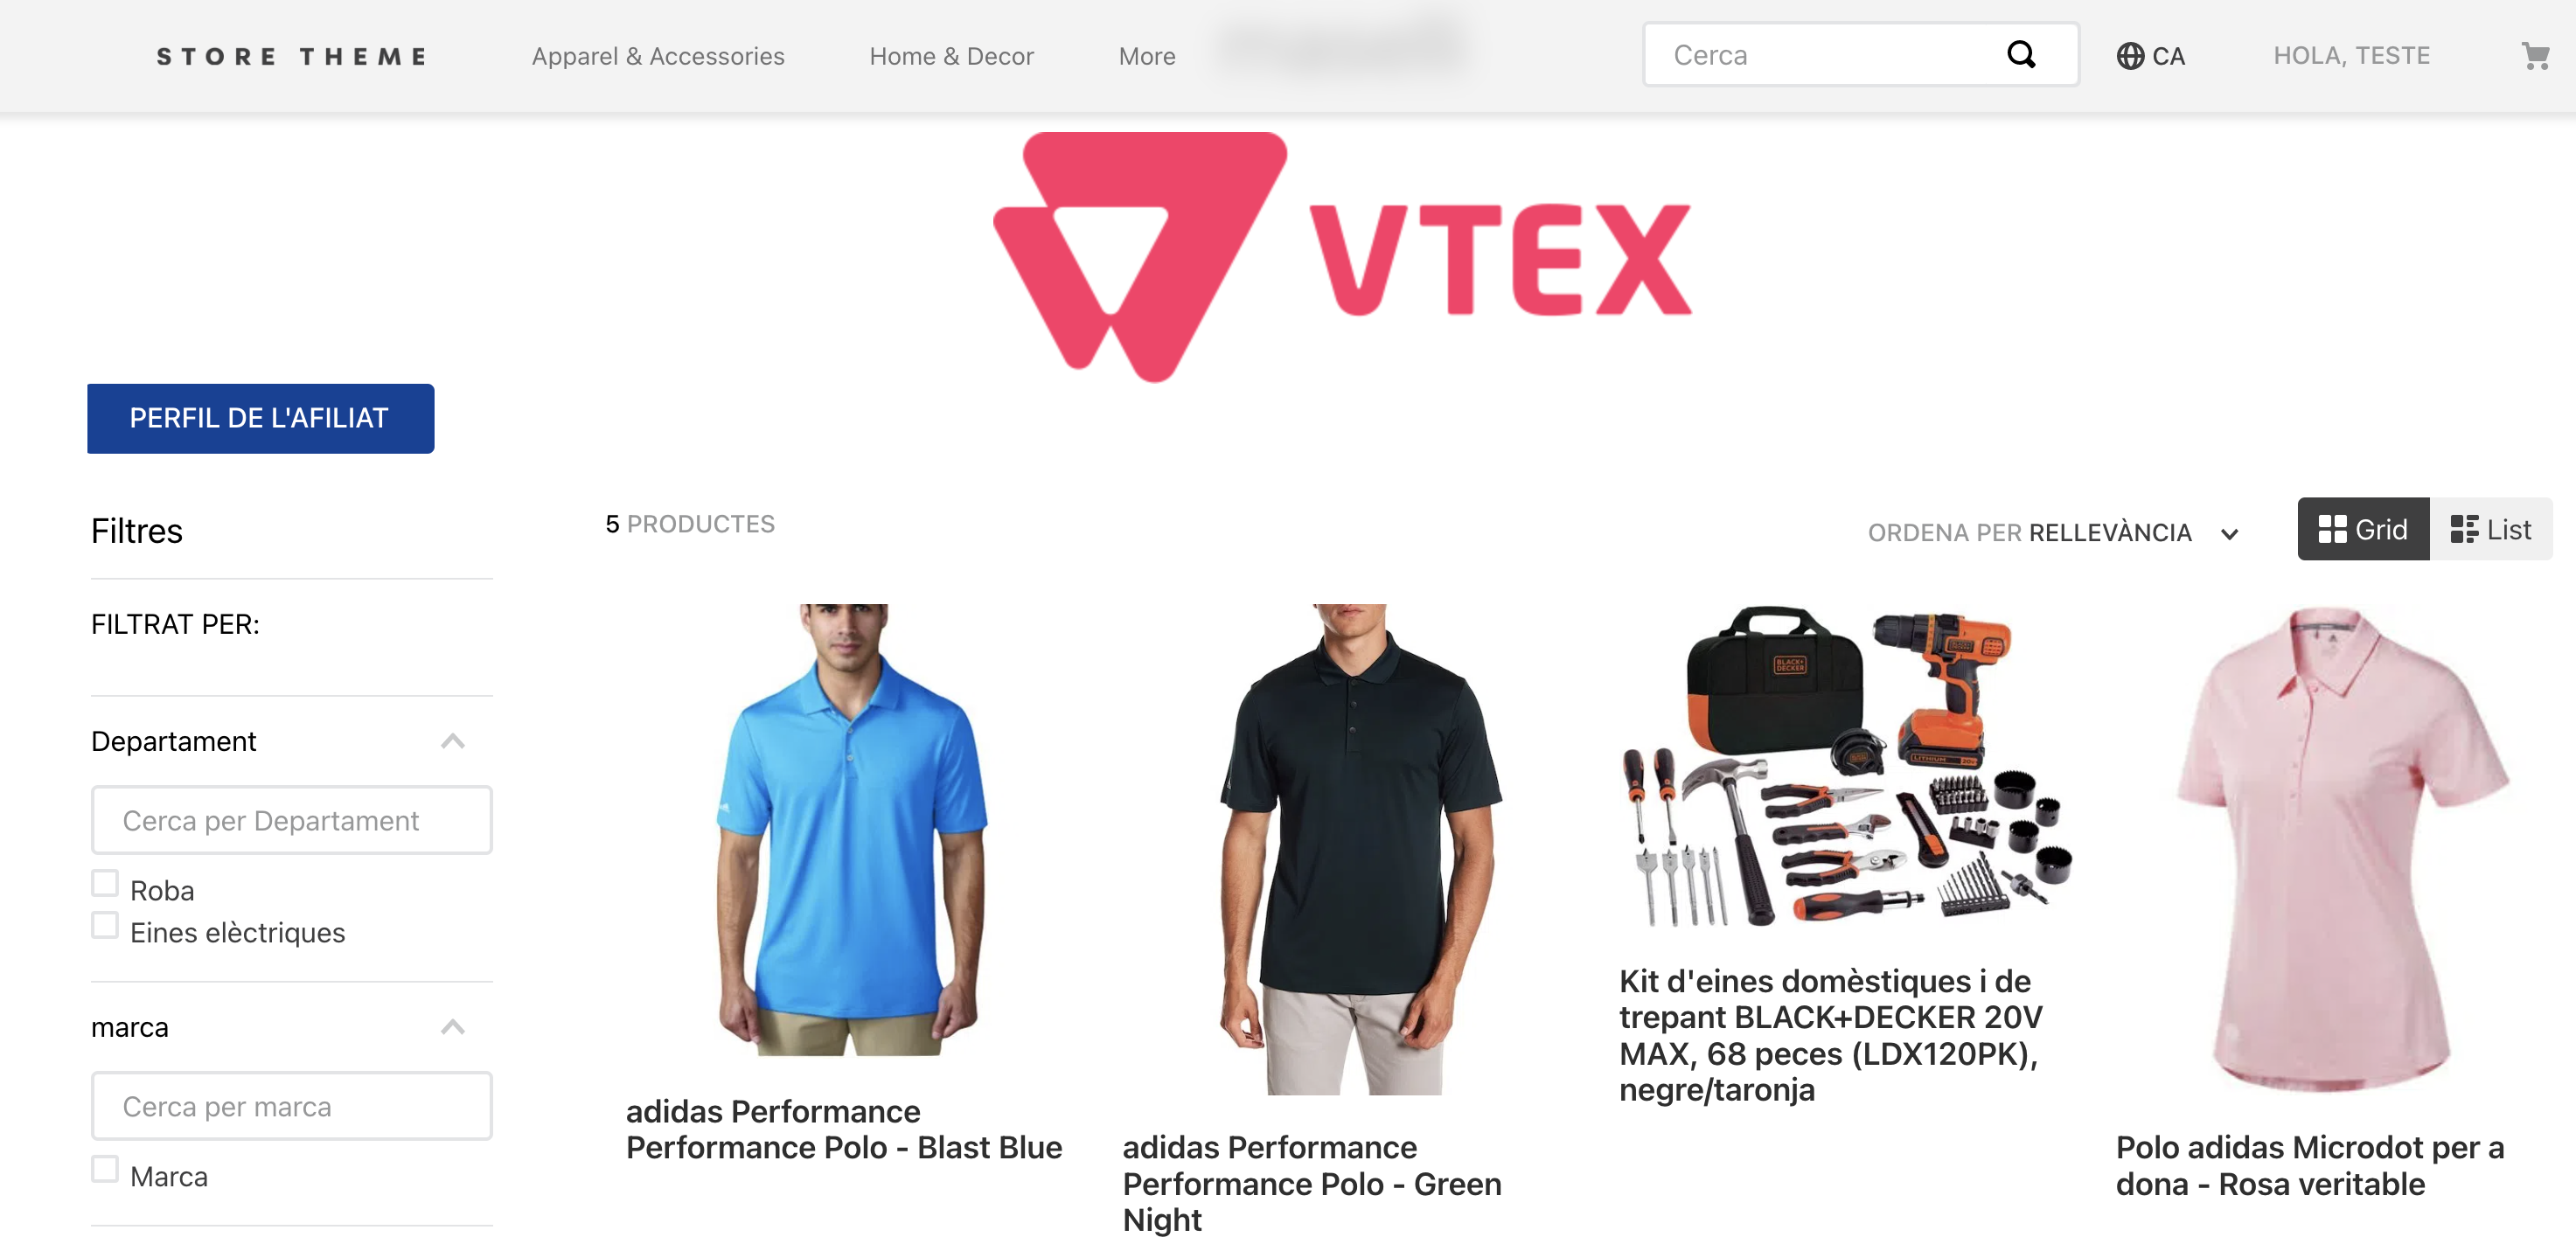 STORE THEME
Apparel & Accessories
Home & Decor
More
Cerca
CA
HOLA, TESTE
VTEX
PERFIL DE L'AFILIAT
Filtres
5 PRODUCTES
ORDENA PER RELLEVÀNCIA
Grid
List
FILTRAT PER:
Departament
Cerca per Departament
Roba
Eines elèctriques
marca
Cerca per marca
Marca
adidas Performance
Performance Polo - Blast Blue
adidas Performance
Performance Polo - Green
Night
BLACK+
DECKER
LITHIUM
Kit d'eines domèstiques i de
trepant BLACK+DECKER 20V
MAX, 68 peces (LDX120PK),
negre/taronja
Polo adidas Microdot per a
dona - Rosa veritable